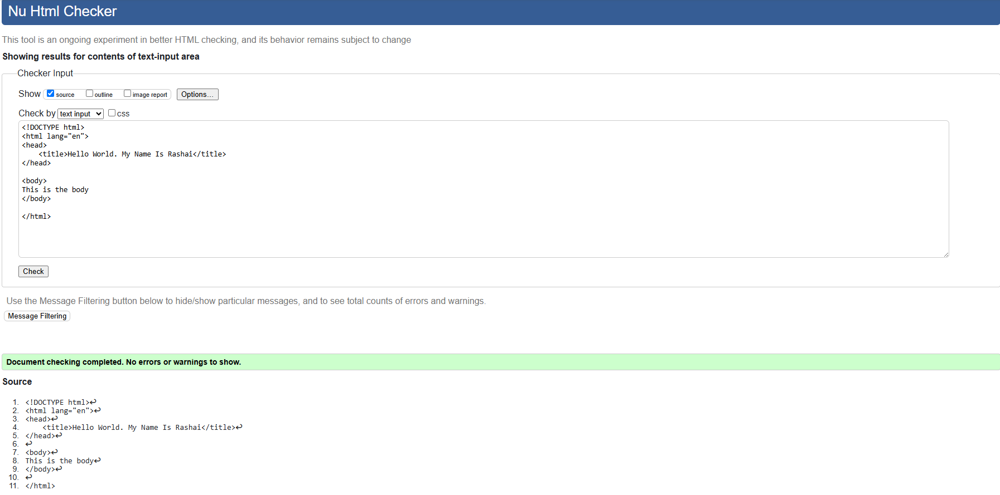 Nu Html Checker
This tool is an ongoing experiment in better HTML checking, and its behavior remains subject to change
Showing results for contents of text-input area
Checker Input
Show source outline image report Options...
Check by text input css
<!DOCTYPE html>
<html lang="en">
<head>
    <title>Hello World. My Name Is Rashai</title>
</head>

<body>
This is the body
</body>

</html>
Check
Use the Message Filtering button below to hide/show particular messages, and to see total counts of errors and warnings.
Message Filtering
Document checking completed. No errors or warnings to show.
Source
1. <!DOCTYPE html>↩
2. <html lang="en">↩
3. <head>↩
4.     <title>Hello World. My Name Is Rashai</title>↩
5. </head>↩
6. ↩
7. <body>↩
8. This is the body↩
9. </body>↩
10. ↩
11. </html>